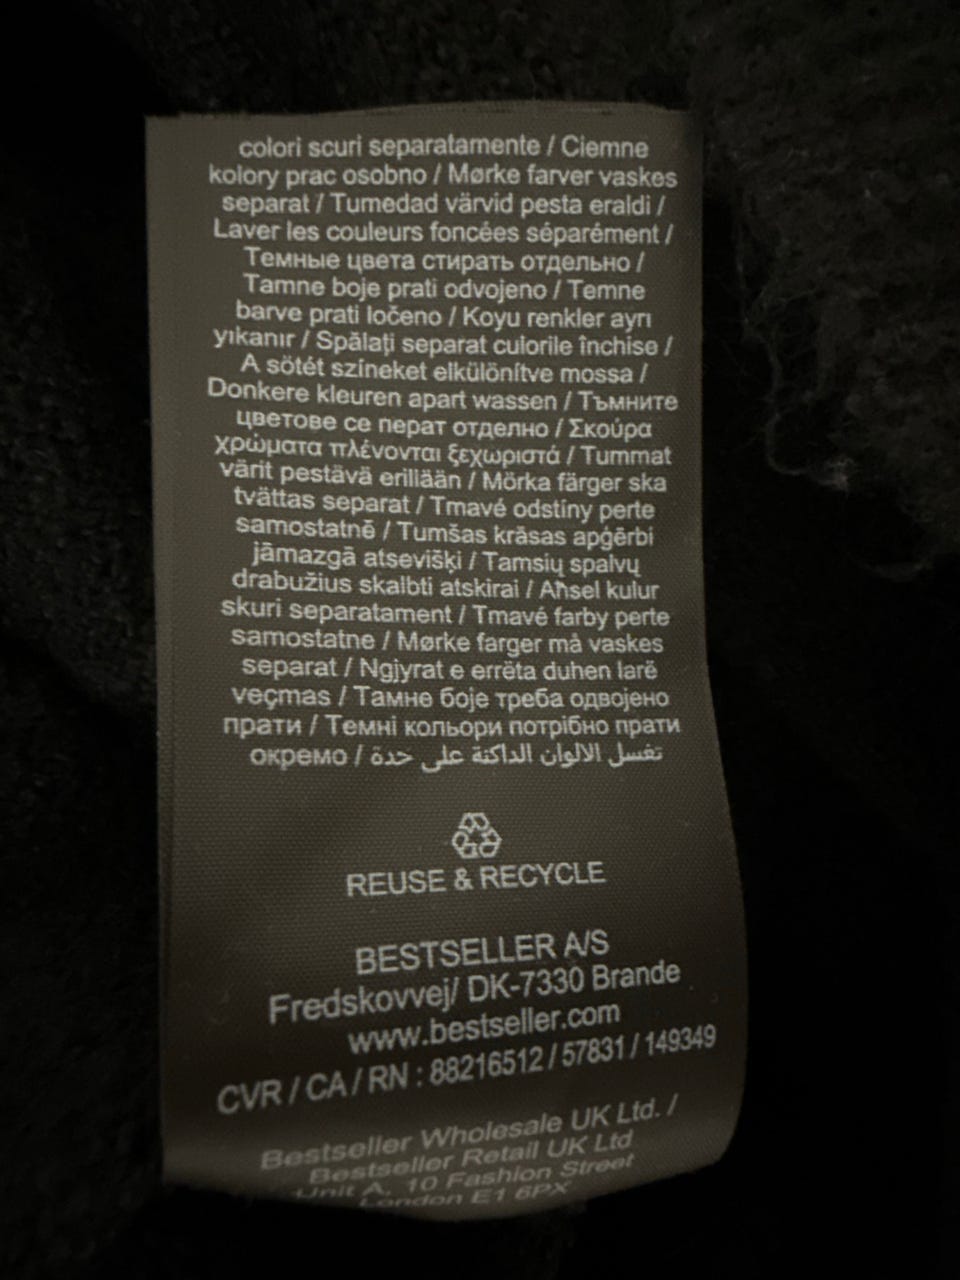 colori scuri separatamente / Ciemne
kolory prac osobno / Mørke farver vaskes
separat / Tumedad värvid pesta eraldi /
Laver les couleurs foncées séparément /
Темные цвета стирать отдельно /
Tamne boje prati odvojeno / Temne
barve prati ločeno / Koyu renkler ayrı
yıkanır / Spălați separat culorile închise /
A sötét színeket elkülönítve mossa /
Donkere kleuren apart wassen / Тъмните
цветове се перат отделно / Σκούρα
χρώματα πλένονται ξεχωριστά / Tummat
värit pestävä erillään / Mörka färger ska
tvättas separat / Tmavé odstíny perte
samostatně / Tumšas krāsas apģērbi
jāmazgā atsevišķi / Tamsių spalvų
drabužius skalbti atskirai / Aħsel kulur
skuri separatament / Tmavé farby perte
samostatne / Mørke farger må vaskes
separat / Ngjyrat e errëta duhen larë
veçmas / Тамне боје треба одвојено
прати / Темні кольори потрібно прати
окремо / تغسل الالوان الداكنة على حدة
REUSE & RECYCLE
BESTSELLER A/S
Fredskovvej/ DK-7330 Brande
www.bestseller.com
CVR / CA / RN : 88216512 / 57831 / 149349
Bestseller Wholesale UK Ltd. /
Bestseller Retail UK Ltd
Unit A, 10 Fashion Street
London E1 6PX